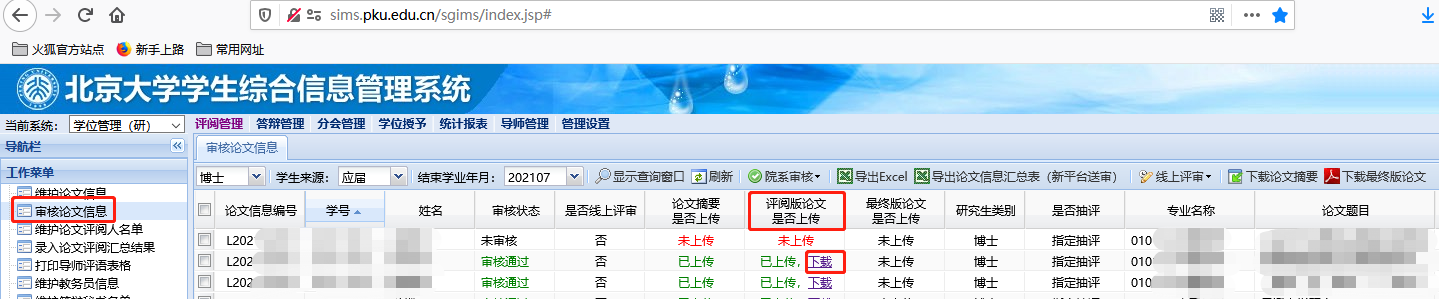 sims.pku.edu.cn/sgims/index.jsp#
火狐官方站点 新手上路 常用网址
北京大学学生综合信息管理系统
当前系统： 学位管理（研） 评阅管理 答辩管理 分会管理 学位授予 统计报表 导师管理 管理设置
导航栏 审核论文信息
工作菜单 博士 学生来源： 应届 结束学业年月： 202107 显示查询窗口 刷新 院系审核 导出Excel 导出论文信息汇总表（新平台送审） 线上评审 下载论文摘要 下载最终版论文
维护论文信息
审核论文信息
维护论文评阅人名单
录入论文评阅汇总结果
打印导师评语表格
维护教务员信息
论文信息编号 学号 姓名 审核状态 是否线上评审 论文摘要是否上传 评阅版论文是否上传 最终版论文是否上传 研究生类别 是否抽评 专业名称 论文题目
L202 未审核 否 未上传 未上传 未上传 博士 指定抽评 010
L202 审核通过 否 已上传 已上传，下载 未上传 博士 指定抽评
L202 审核通过 否 已上传 已上传，下载 未上传 博士 指定抽评 010